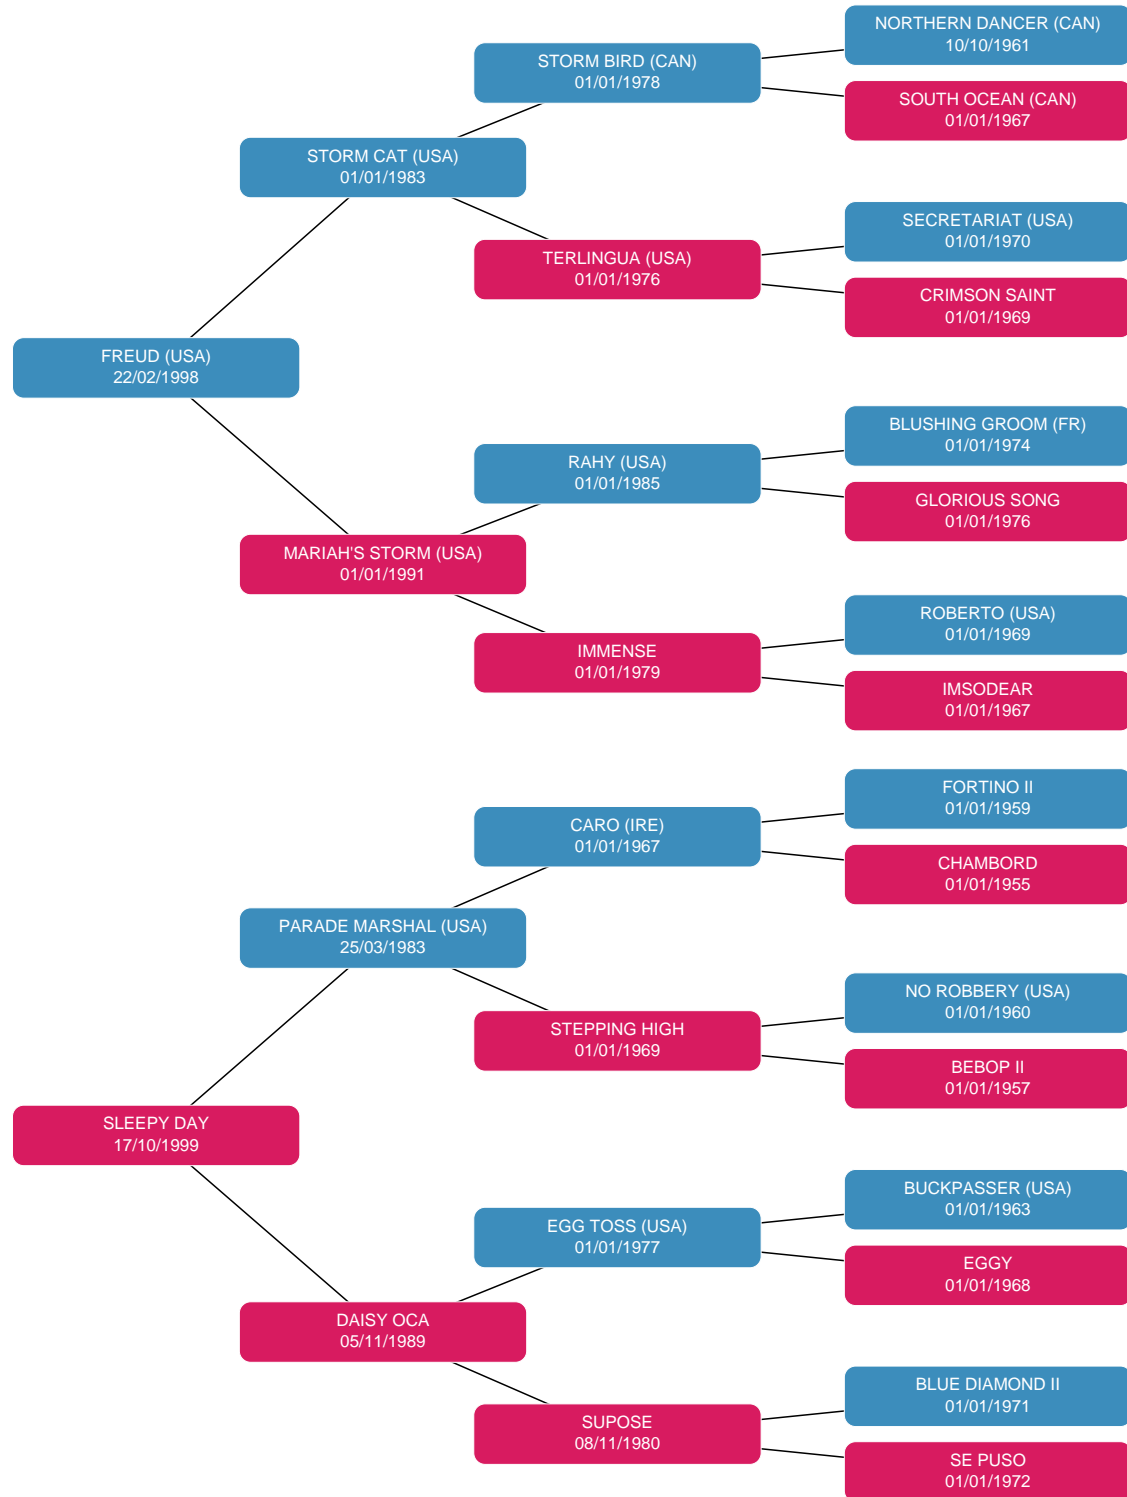 NORTHERN DANCER (CAN)
10/10/1961
STORM BIRD (CAN)
01/01/1978
SOUTH OCEAN (CAN)
01/01/1967
STORM CAT (USA)
01/01/1983
SECRETARIAT (USA)
01/01/1970
TERLINGUA (USA)
01/01/1976
CRIMSON SAINT
01/01/1969
FREUD (USA)
22/02/1998
BLUSHING GROOM (FR)
01/01/1974
RAHY (USA)
01/01/1985
GLORIOUS SONG
01/01/1976
MARIAH'S STORM (USA)
01/01/1991
ROBERTO (USA)
01/01/1969
IMMENSE
01/01/1979
IMSODEAR
01/01/1967
FORTINO II
01/01/1959
CARO (IRE)
01/01/1967
CHAMBORD
01/01/1955
PARADE MARSHAL (USA)
25/03/1983
NO ROBBERY (USA)
01/01/1960
STEPPING HIGH
01/01/1969
BEBOP II
01/01/1957
SLEEPY DAY
17/10/1999
BUCKPASSER (USA)
01/01/1963
EGG TOSS (USA)
01/01/1977
EGGY
01/01/1968
DAISY OCA
05/11/1989
BLUE DIAMOND II
01/01/1971
SUPOSE
08/11/1980
SE PUSO
01/01/1972